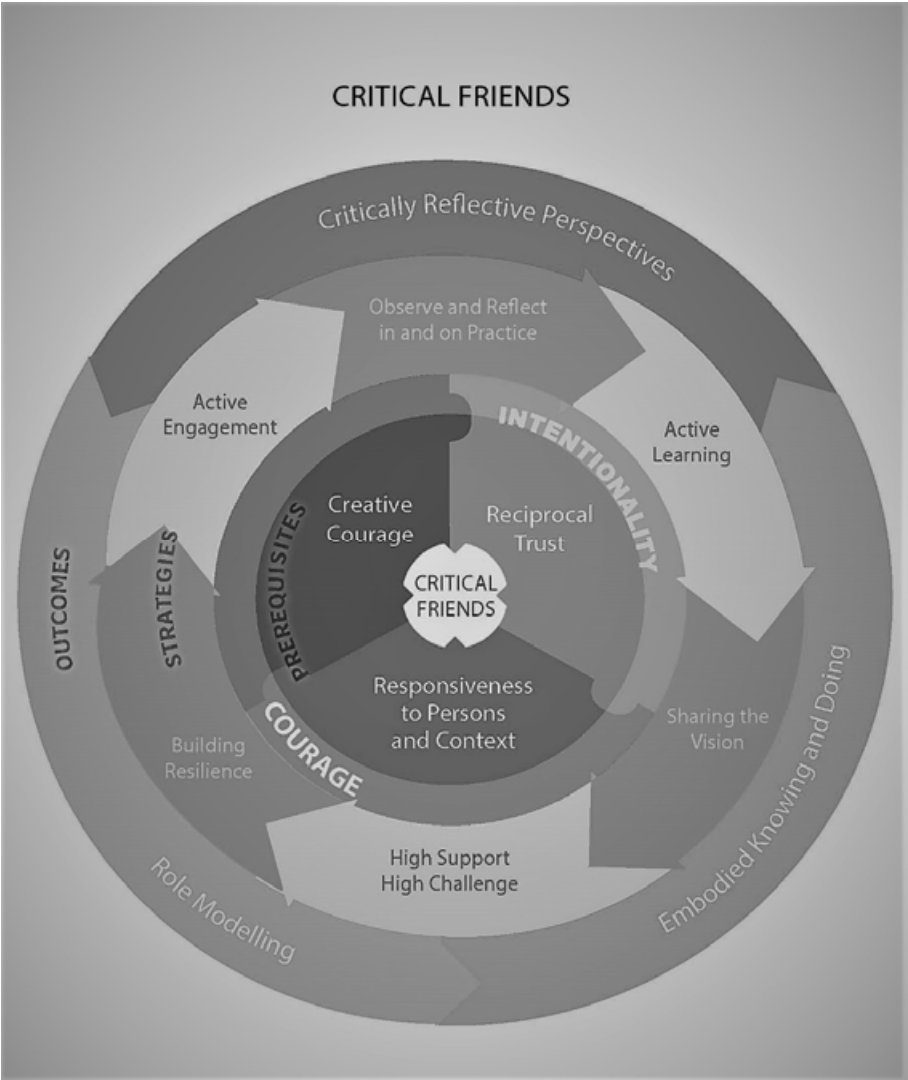 CRITICAL FRIENDS
Critically Reflective Perspectives
Observe and Reflect
in and on Practice
Active
Engagement
Active
Learning
INTENTIONALITY
Creative
Courage
Reciprocal
Trust
PREREQUISITES
STRATEGIES
OUTCOMES
CRITICAL
FRIENDS
Responsiveness
to Persons
and Context
COURAGE
Sharing the
Vision
Building
Resilience
High Support
High Challenge
Embodied Knowing and Doing
Role Modelling